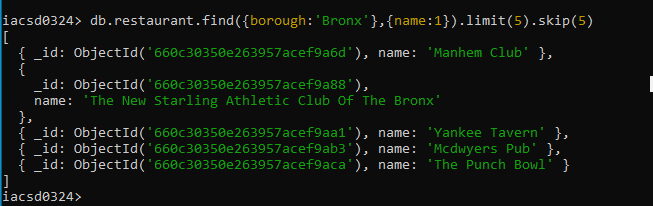 iacsd0324> db.restaurant.find({borough:'Bronx'},{name:1}).limit(5).skip(5)
[
  { _id: ObjectId('660c30350e263957acef9a6d'), name: 'Manhem Club' },
  {
    _id: ObjectId('660c30350e263957acef9a88'),
    name: 'The New Starling Athletic Club Of The Bronx'
  },
  { _id: ObjectId('660c30350e263957acef9aa1'), name: 'Yankee Tavern' },
  { _id: ObjectId('660c30350e263957acef9ab3'), name: 'Mcdwyers Pub' },
  { _id: ObjectId('660c30350e263957acef9aca'), name: 'The Punch Bowl' }
]
iacsd0324>